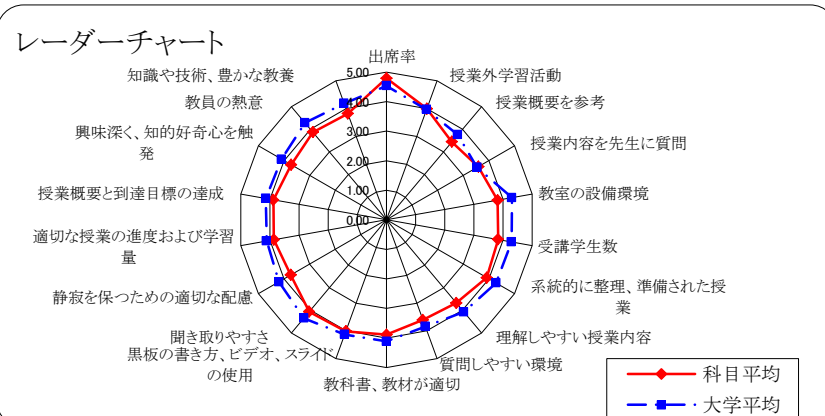 レーダーチャート
出席率
授業外学習活動
授業概要を参考
授業内容を先生に質問
教室の設備環境
受講学生数
系統的に整理、準備された授
業
理解しやすい授業内容
質問しやすい環境
教科書、教材が適切
黒板の書き方、ビデオ、スライド
の使用
聞き取りやすさ
静寂を保つための適切な配慮
適切な授業の進度および学習
量
授業概要と到達目標の達成
興味深く、知的好奇心を触
発
教員の熱意
知識や技術、豊かな教養
5.00
4.00
3.00
2.00
1.00
0.00
科目平均
大学平均